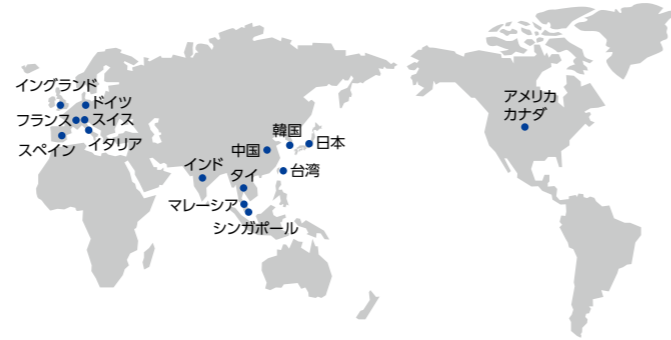 イングランド
ドイツ
フランス
スイス
スペイン
イタリア
インド
中国
韓国
日本
タイ
台湾
マレーシア
シンガポール
アメリカ
カナダ